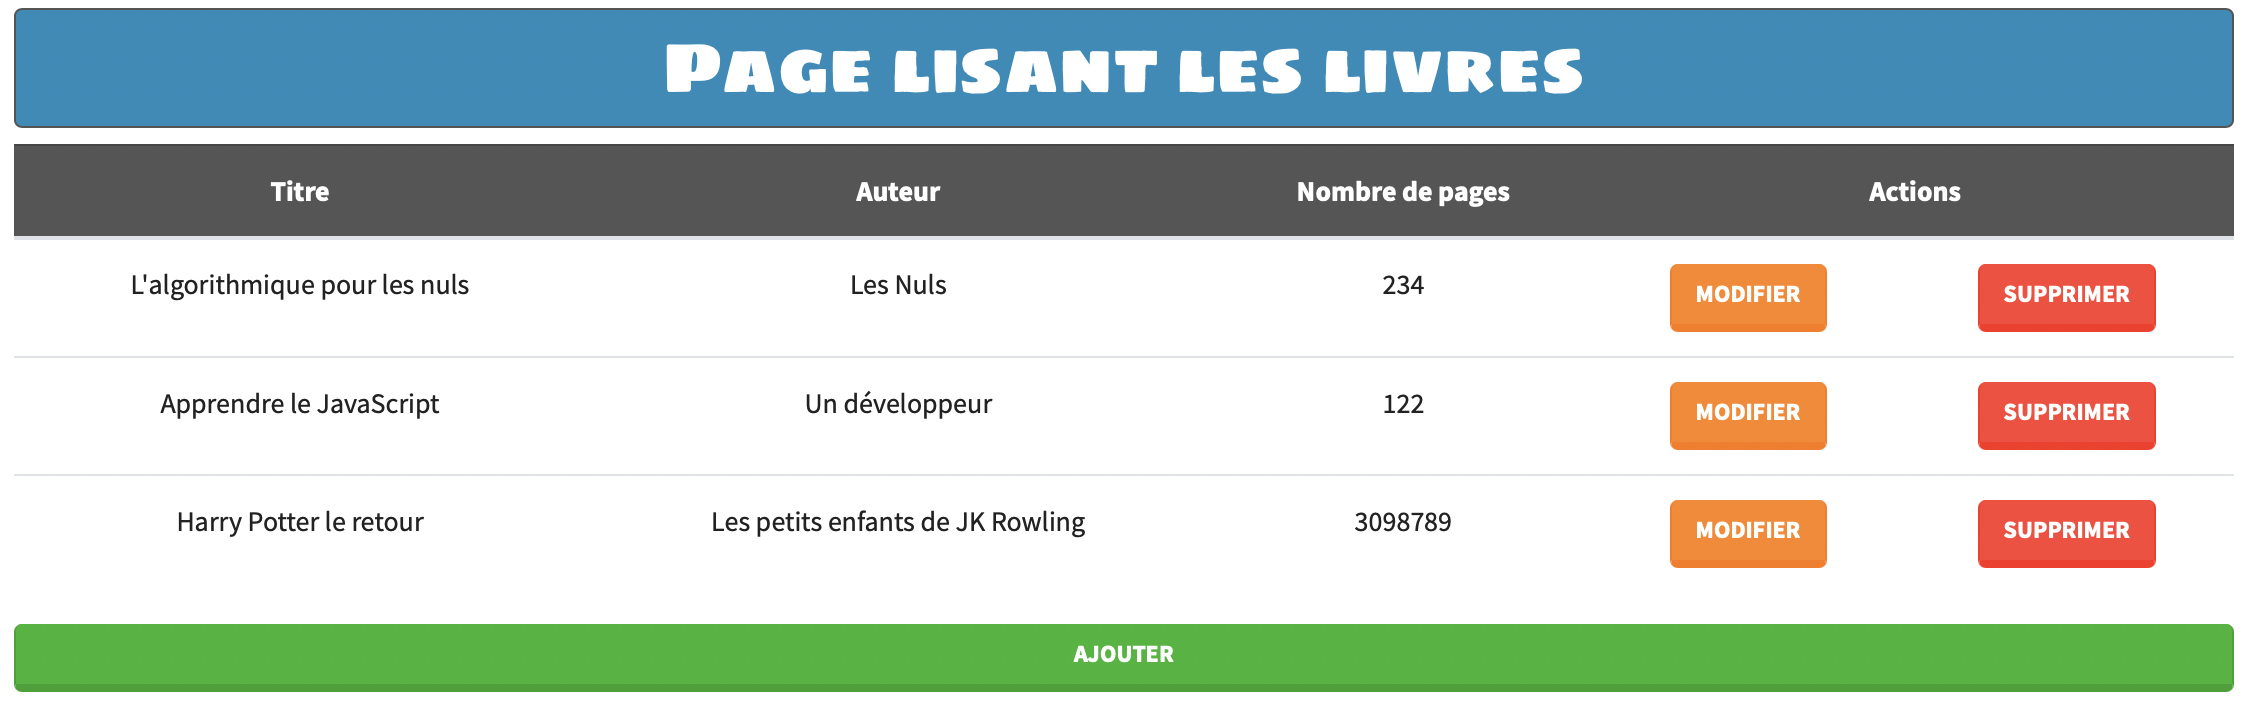 Page lisant les livres
Titre Auteur Nombre de pages Actions
L'algorithmique pour les nuls Les Nuls 234 MODIFIER SUPPRIMER
Apprendre le JavaScript Un développeur 122 MODIFIER SUPPRIMER
Harry Potter le retour Les petits enfants de JK Rowling 3098789 MODIFIER SUPPRIMER
AJOUTER